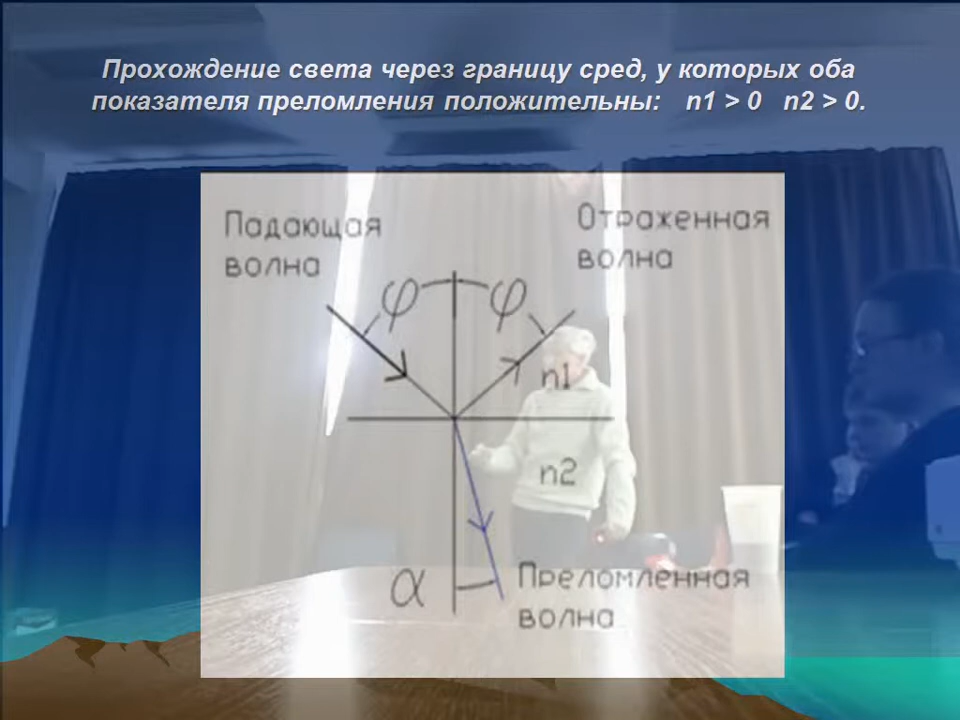 Прохождение света через границу сред, у которых оба
показателя преломления положительны: n1 > 0 n2 > 0.
Падающая
волна
Отраженная
волна
φ φ
n1
n2
α
Преломленная
волна